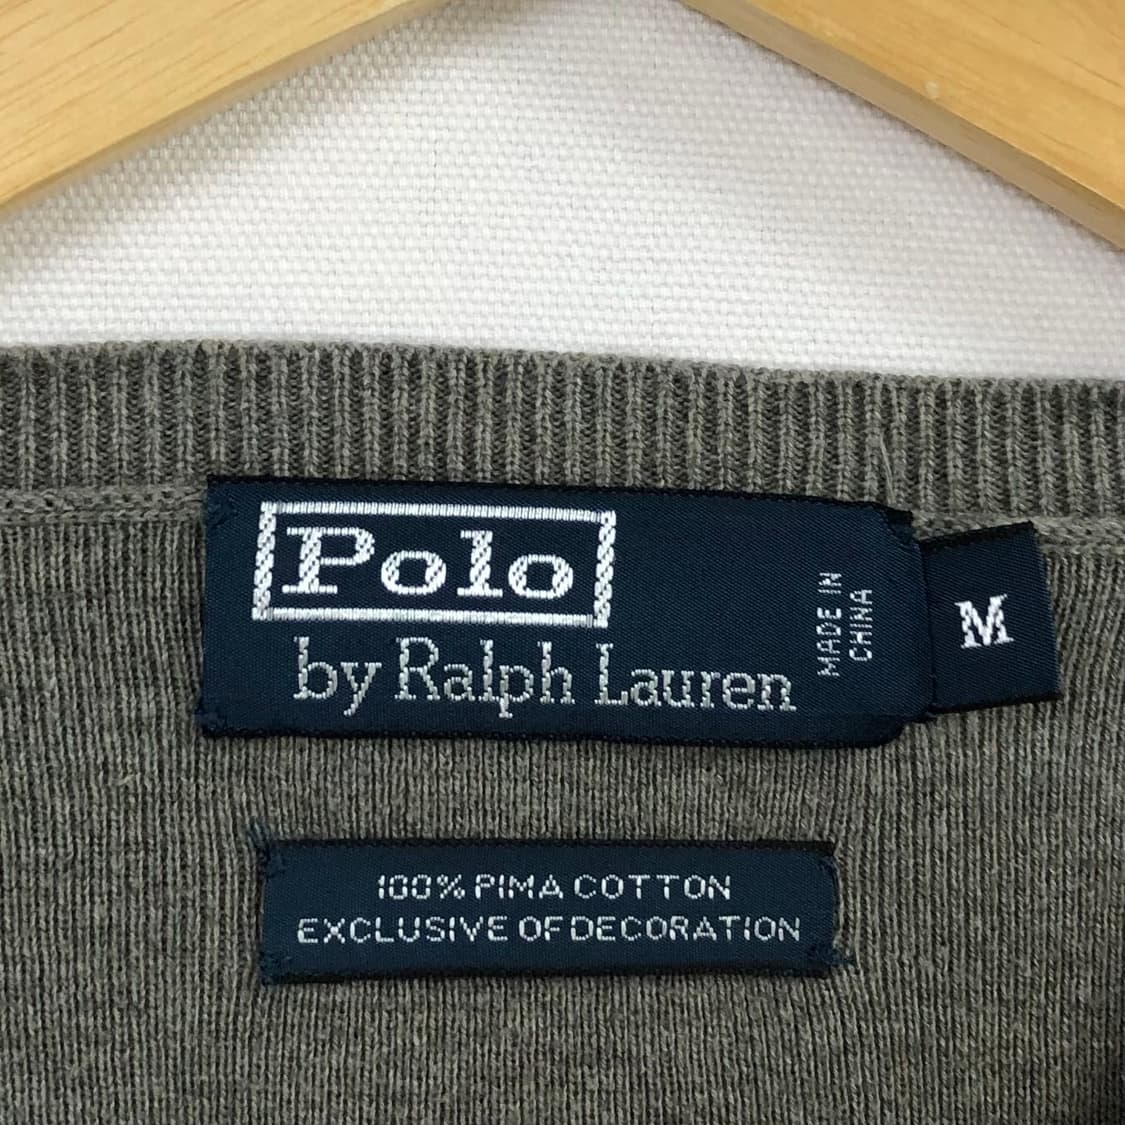 Polo
by Ralph Lauren
MADE IN
CHINA
M
100% PIMA COTTON
EXCLUSIVE OF DECORATION